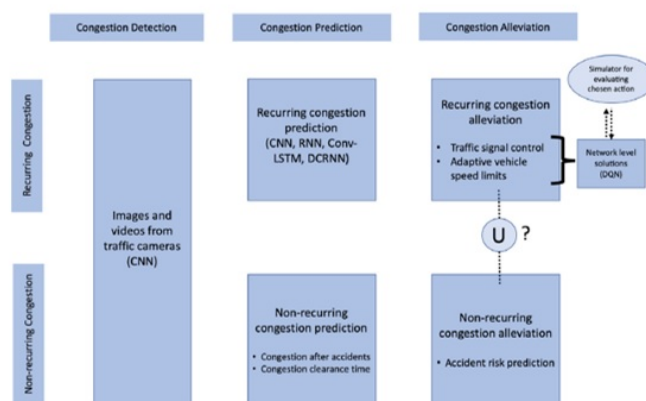 Congestion Detection
Congestion Prediction
Congestion Alleviation
Simulator for
evaluating
chosen action
Recurring Congestion
Recurring congestion
prediction
(CNN, RNN, Conv-
LSTM, DCRNN)
Recurring congestion
alleviation
• Traffic signal control
• Adaptive vehicle
speed limits
Network level
solutions
(DQN)
Images and
videos from
traffic cameras
(CNN)
U ?
Non-recurring Congestion
Non-recurring
congestion prediction
• Congestion after accidents
• Congestion clearance time
Non-recurring
congestion alleviation
• Accident risk prediction